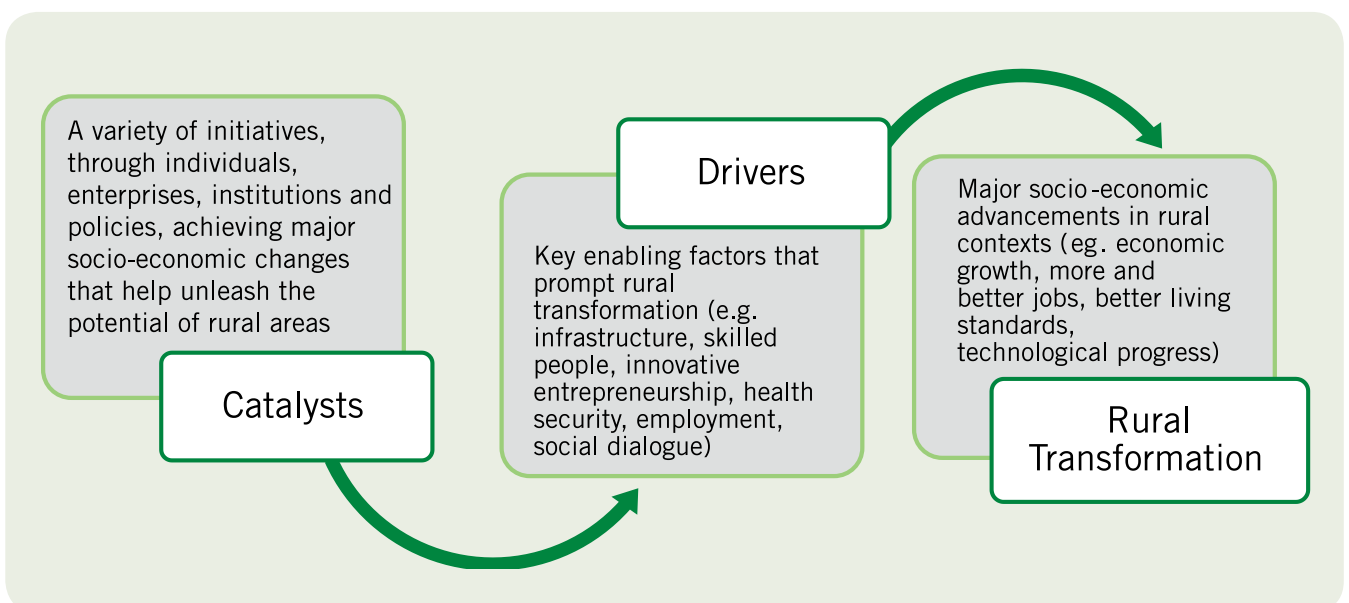 A variety of initiatives,
through individuals,
enterprises, institutions and
policies, achieving major
socio-economic changes
that help unleash the
potential of rural areas
Catalysts
Drivers
Key enabling factors that
prompt rural
transformation (e.g.
infrastructure, skilled
people, innovative
entrepreneurship, health
security, employment,
social dialogue)
Major socio-economic
advancements in rural
contexts (eg. economic
growth, more and
better jobs, better living
standards,
technological progress)
Rural
Transformation